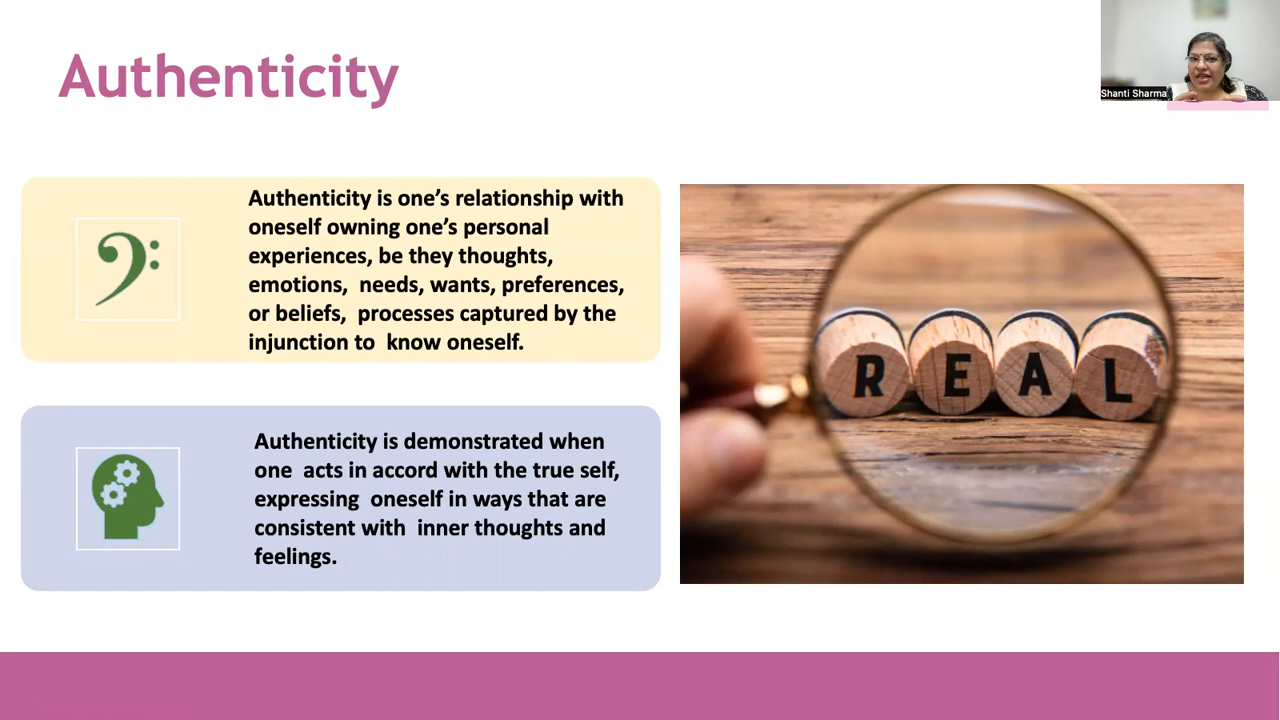 Authenticity
Shanti Sharma
Authenticity is one’s relationship with
oneself owning one’s personal
experiences, be they thoughts,
emotions, needs, wants, preferences,
or beliefs, processes captured by the
injunction to know oneself.
REAL
Authenticity is demonstrated when
one acts in accord with the true self,
expressing oneself in ways that are
consistent with inner thoughts and
feelings.